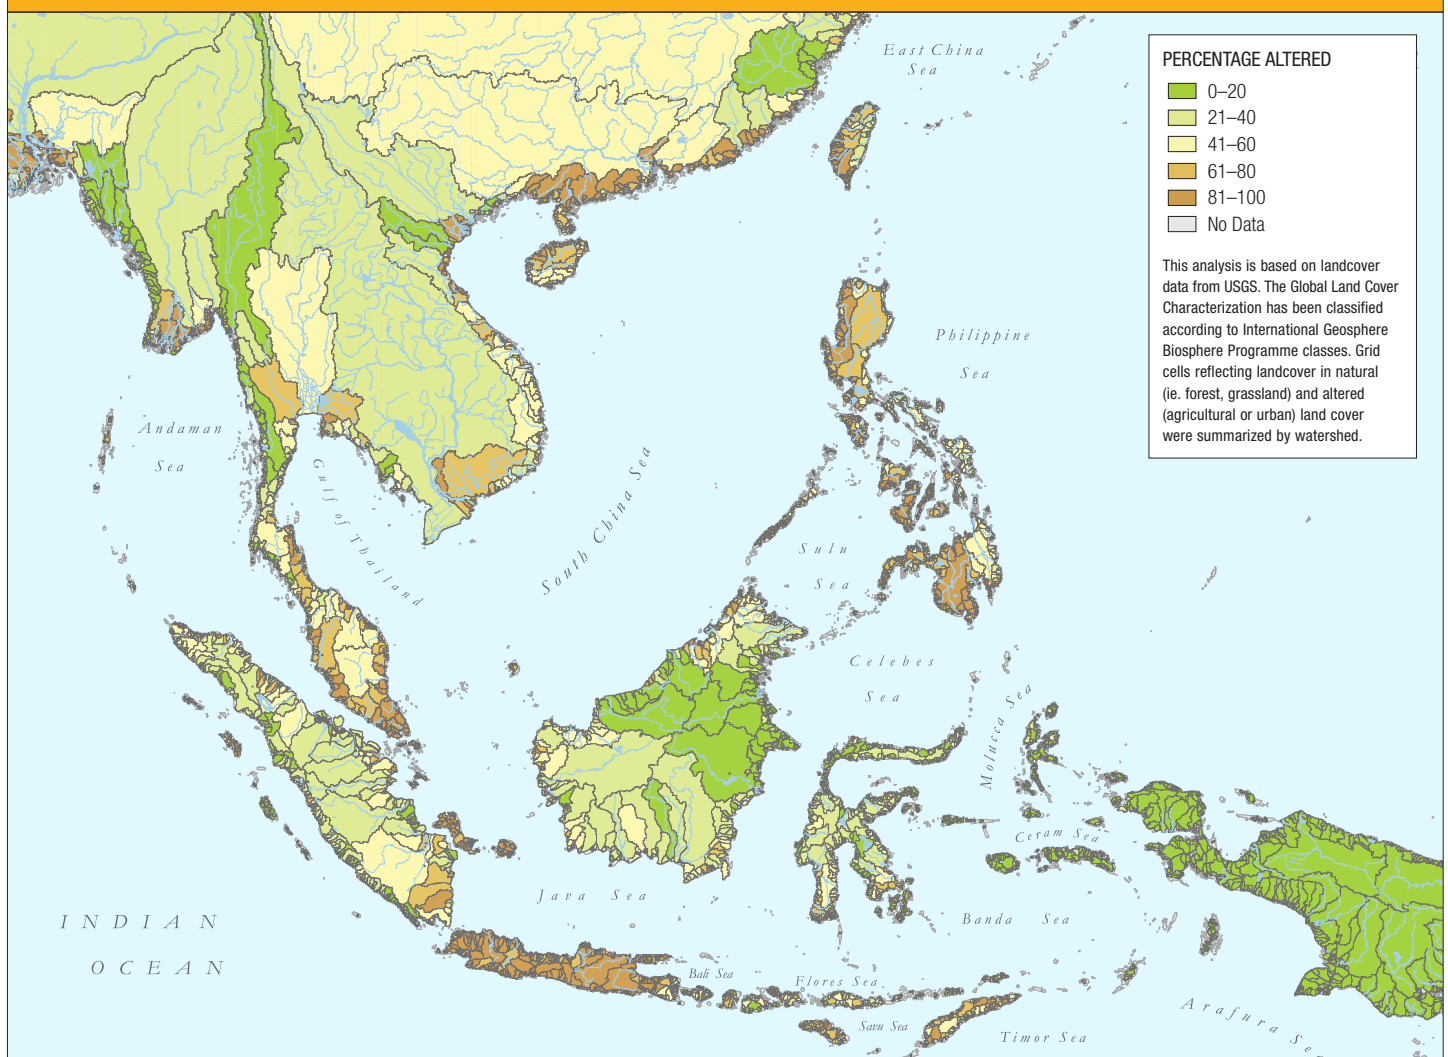 East China
Sea
PERCENTAGE ALTERED
0–20
21–40
41–60
61–80
81–100
No Data
This analysis is based on landcover
data from USGS. The Global Land Cover
Characterization has been classified
according to International Geosphere
Biosphere Programme classes. Grid
cells reflecting landcover in natural
(ie. forest, grassland) and altered
(agricultural or urban) land cover
were summarized by watershed.
Philippine
Sea
Andaman
Sea
Gulf of Thailand
South China Sea
Sulu
Sea
Celebes
Sea
Molucca Sea
Ceram Sea
Java Sea
Banda Sea
INDIAN
OCEAN
Bali Sea
Flores Sea
Savu Sea
Timor Sea
Arafura Se